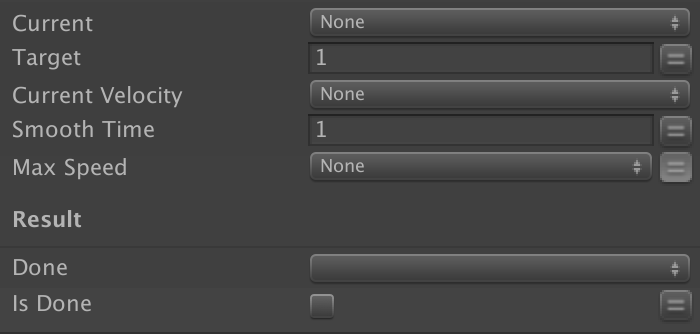 Current None
Target 1
Current Velocity None
Smooth Time 1
Max Speed None
Result
Done
Is Done